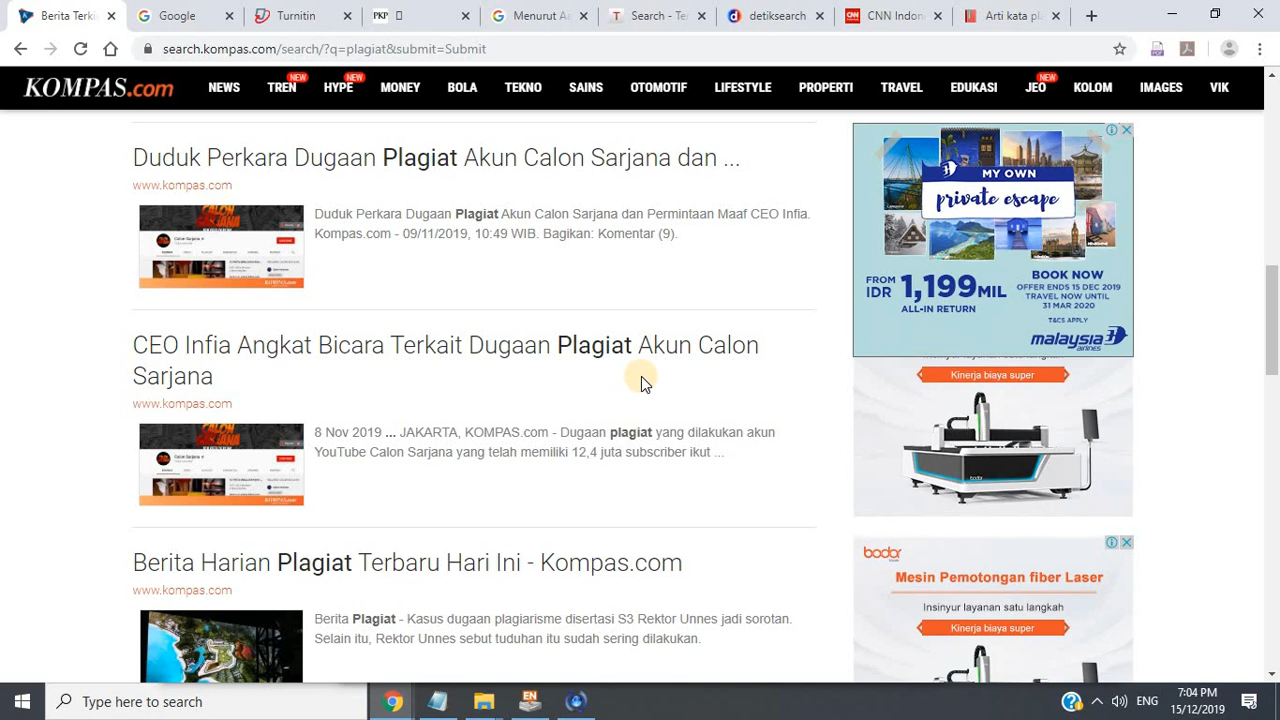 Berita Terki
Google
Turnitin
PKP
Menurut A
Search - Te
detiksearch
CNN Indon
Arti kata pl
search.kompas.com/search/?q=plagiat&submit=Submit
KOMPAS.com
NEWS
TREN
NEW
HYPE
NEW
MONEY
BOLA
TEKNO
SAINS
OTOMOTIF
LIFESTYLE
PROPERTI
TRAVEL
EDUKASI
JEO
NEW
KOLOM
IMAGES
VIK
Duduk Perkara Dugaan Plagiat Akun Calon Sarjana dan ...
www.kompas.com
Duduk Perkara Dugaan Plagiat Akun Calon Sarjana dan Permintaan Maaf CEO Infia.
Kompas.com - 09/11/2019, 10:49 WIB. Bagikan: Komentar (9).
CEO Infia Angkat Bicara Terkait Dugaan Plagiat Akun Calon
Sarjana
www.kompas.com
8 Nov 2019 ... JAKARTA, KOMPAS.com - Dugaan plagiat yang dilakukan akun
YouTube Calon Sarjana yang telah memiliki 12,4 juta subscriber ikut ...
Berita Harian Plagiat Terbaru Hari Ini - Kompas.com
www.kompas.com
Berita Plagiat - Kasus dugaan plagiarisme disertasi S3 Rektor Unnes jadi sorotan.
Selain itu, Rektor Unnes sebut tuduhan itu sudah sering dilakukan.
MY OWN
private escape
FROM
IDR 1,199MIL
ALL-IN RETURN
BOOK NOW
OFFER ENDS 15 DEC 2019
TRAVEL NOW UNTIL
31 MAR 2020
T&CS APPLY
malaysia
airlines
Kinerja biaya super
bodor
Mesin Pemotongan fiber Laser
Insinyur layanan satu langkah
Kinerja biaya super
Type here to search
EN
ENG
7:04 PM
15/12/2019